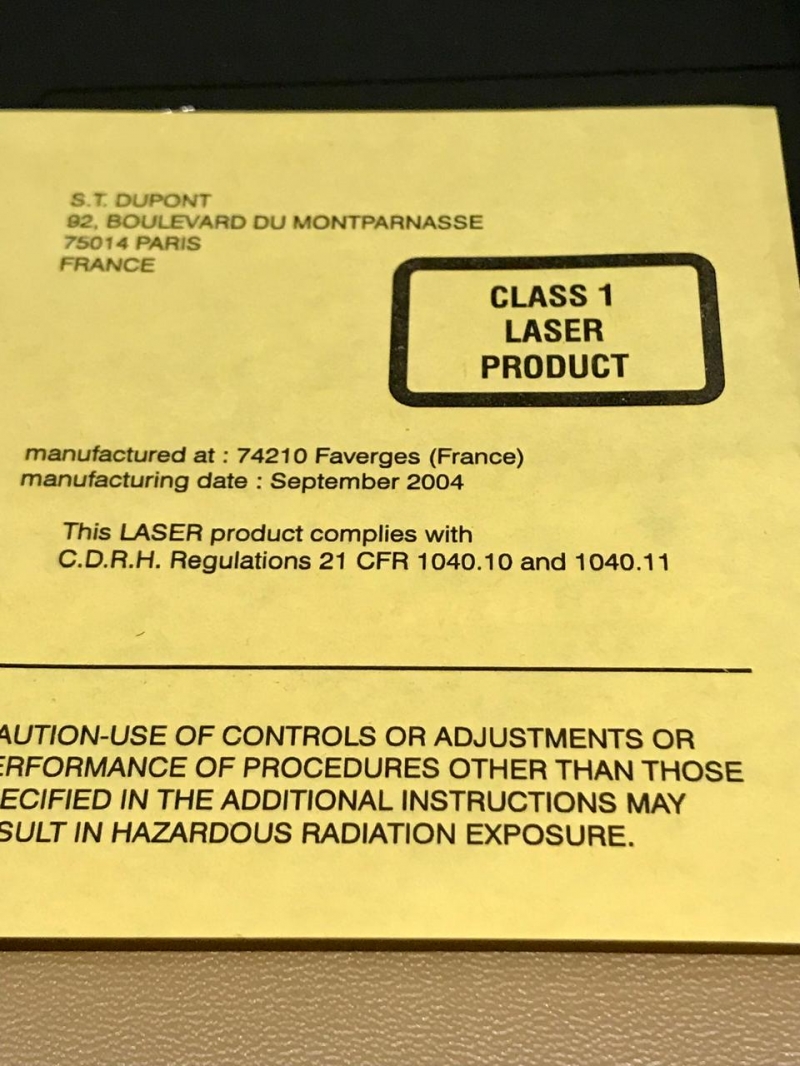 S.T. DUPONT
92, BOULEVARD DU MONTPARNASSE
75014 PARIS
FRANCE
CLASS 1
LASER
PRODUCT
manufactured at : 74210 Faverges (France)
manufacturing date : September 2004
This LASER product complies with
C.D.R.H. Regulations 21 CFR 1040.10 and 1040.11
AUTION-USE OF CONTROLS OR ADJUSTMENTS OR
ERFORMANCE OF PROCEDURES OTHER THAN THOSE
ECIFIED IN THE ADDITIONAL INSTRUCTIONS MAY
SULT IN HAZARDOUS RADIATION EXPOSURE.